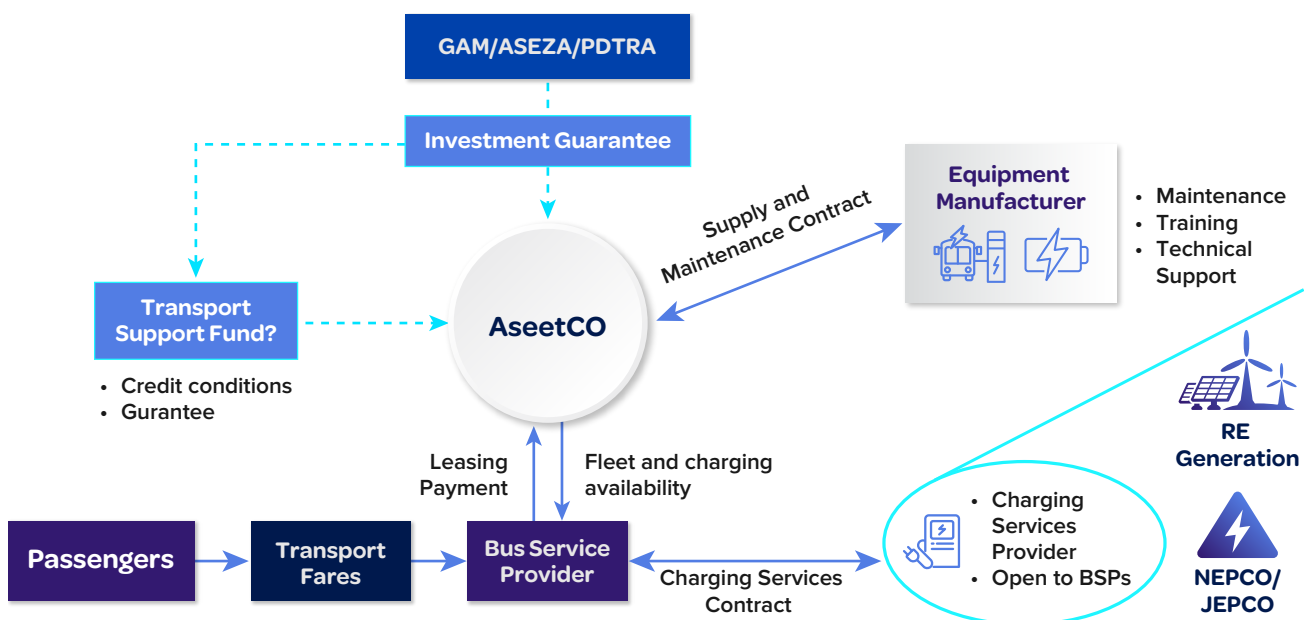 GAM/ASEZA/PDTRA
Investment Guarantee
Equipment
Manufacturer
• Maintenance
• Training
• Technical
Support
Supply and
Maintenance Contract
Transport
Support Fund?
• Credit conditions
• Gurantee
AseetCO
RE
Generation
Leasing
Payment
Fleet and charging
availability
Passengers
Transport
Fares
Bus Service
Provider
Charging Services
Contract
• Charging
Services
Provider
• Open to BSPs
NEPCO/
JEPCO